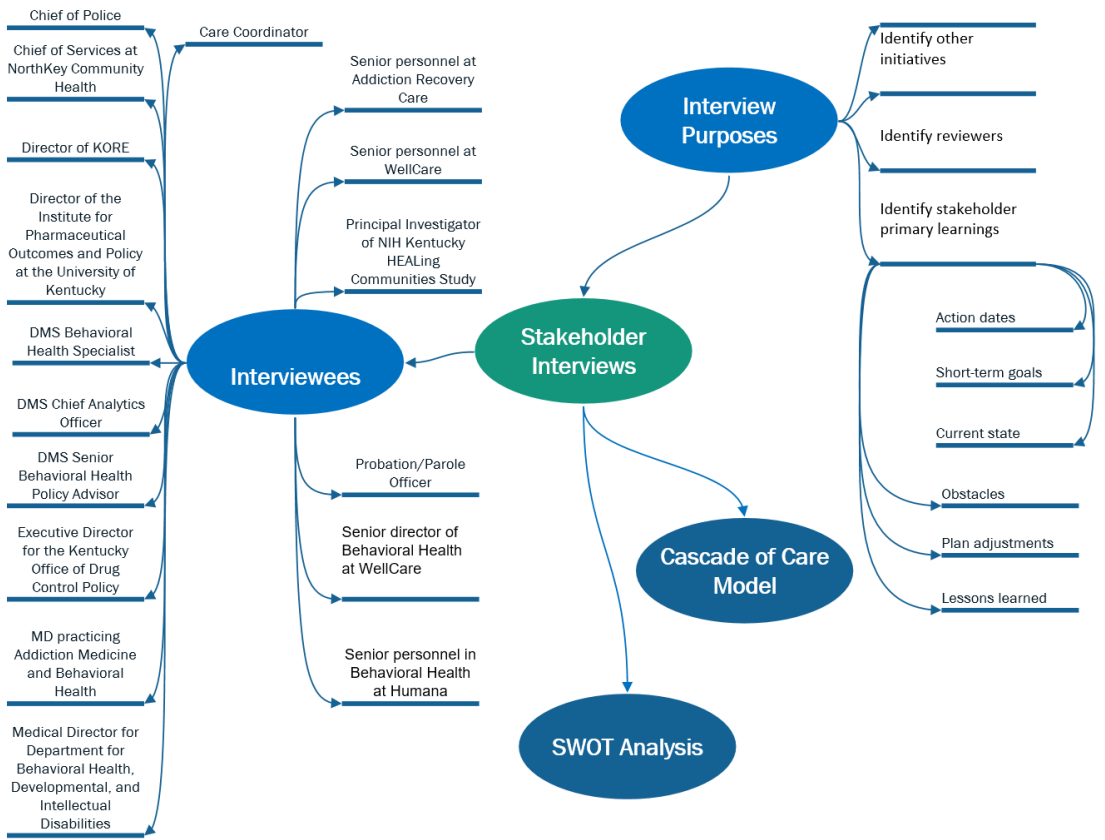 Chief of Police
Chief of Services at
NorthKey Community
Health
Director of KORE
Director of the
Institute for
Pharmaceutical
Outcomes and Policy
at the University of
Kentucky
DMS Behavioral
Health Specialist
DMS Chief Analytics
Officer
DMS Senior
Behavioral Health
Policy Advisor
Executive Director
for the Kentucky
Office of Drug
Control Policy
MD practicing
Addiction Medicine
and Behavioral
Health
Medical Director for
Department for
Behavioral Health,
Developmental, and
Intellectual
Disabilities
Care Coordinator
Senior personnel at
Addiction Recovery
Care
Senior personnel at
WellCare
Principal Investigator
of NIH Kentucky
HEALing
Communities Study
Interviewees
Probation/Parole
Officer
Senior director of
Behavioral Health
at WellCare
Senior personnel in
Behavioral Health
at Humana
Stakeholder
Interviews
Interview
Purposes
Cascade of Care
Model
SWOT Analysis
Identify other
initiatives
Identify reviewers
Identify stakeholder
primary learnings
Action dates
Short-term goals
Current state
Obstacles
Plan adjustments
Lessons learned